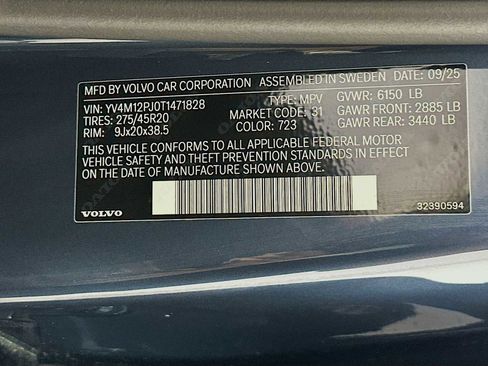 MFD BY VOLVO CAR CORPORATION ASSEMBLED IN SWEDEN DATE: 09/25
VIN: YV4M12PJ0T1471828 TYPE: MPV GVWR: 6150 LB
TIRES: 275/45R20 MARKET CODE: 31 GAWR FRONT: 2885 LB
RIM: 9Jx20x38.5 COLOR: 723 GAWR REAR: 3440 LB
THIS VEHICLE CONFORMS TO ALL APPLICABLE FEDERAL MOTOR
VEHICLE SAFETY AND THEFT PREVENTION STANDARDS IN EFFECT
ON THE DATE OF MANUFACTURE SHOWN ABOVE.
VOLVO 32390594